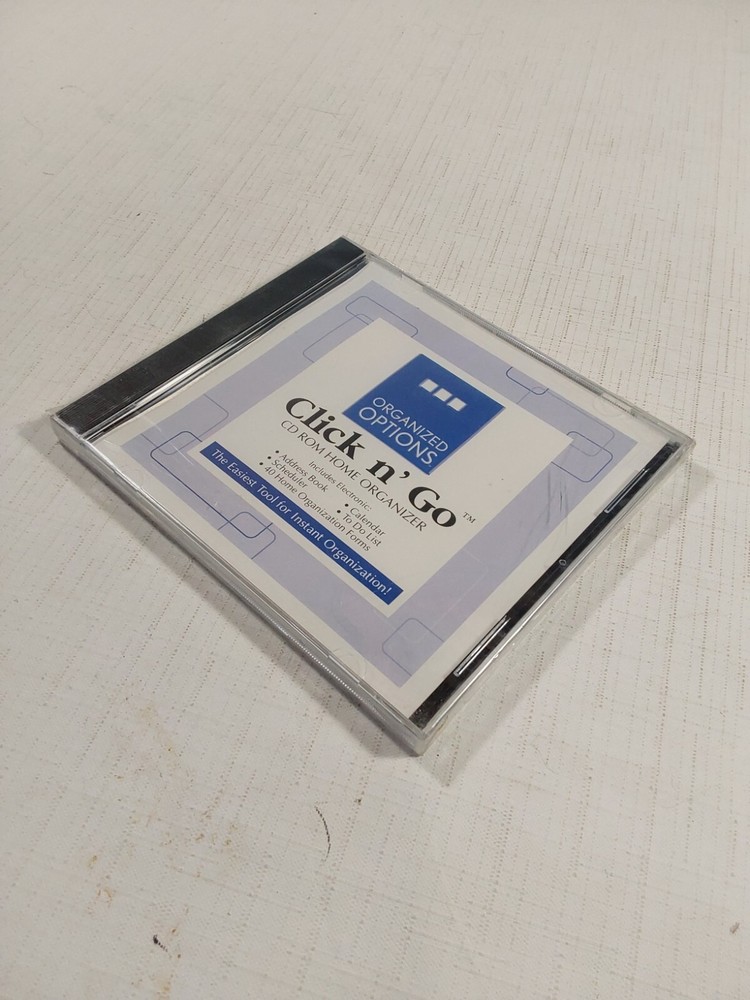 ORGANIZED
OPTIONS
Click n' Go™
CD ROM HOME ORGANIZER
Includes Electronic:
• Address Book • Calendar
• Scheduler • To Do List
• 40 Home Organization Forms
The Easiest Tool for Instant Organization!